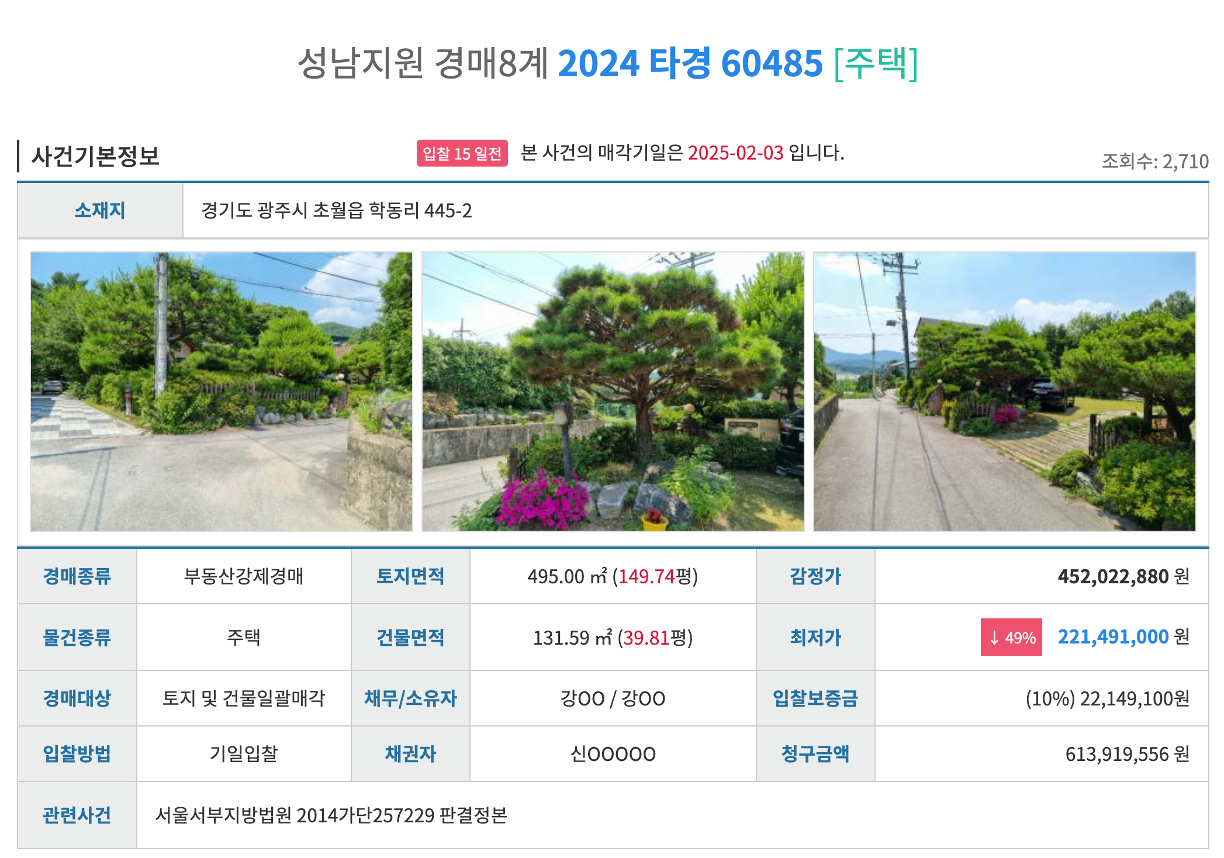 성남지원 경매8계 2024 타경 60485 [주택]
사건기본정보
입찰 15 일전 본 사건의 매각기일은 2025-02-03 입니다.
조회수: 2,710
소재지 경기도 광주시 초월읍 학동리 445-2
경매종류 부동산강제경매 토지면적 495.00 ㎡ (149.74평) 감정가 452,022,880 원
물건종류 주택 건물면적 131.59 ㎡ (39.81평) 최저가 ↓ 49% 221,491,000 원
경매대상 토지 및 건물일괄매각 채무/소유자 강OO / 강OO 입찰보증금 (10%) 22,149,100원
입찰방법 기일입찰 채권자 신OOOOO 청구금액 613,919,556 원
관련사건 서울서부지방법원 2014가단257229 판결정본